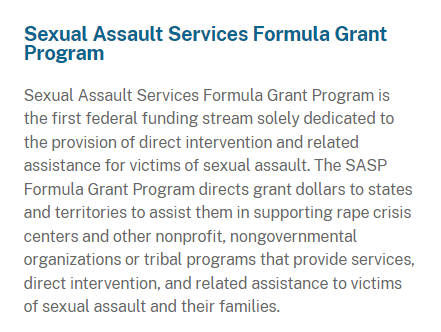 Sexual Assault Services Formula Grant
Program
Sexual Assault Services Formula Grant Program is
the first federal funding stream solely dedicated to
the provision of direct intervention and related
assistance for victims of sexual assault. The SASP
Formula Grant Program directs grant dollars to states
and territories to assist them in supporting rape crisis
centers and other nonprofit, nongovernmental
organizations or tribal programs that provide services,
direct intervention, and related assistance to victims
of sexual assault and their families.